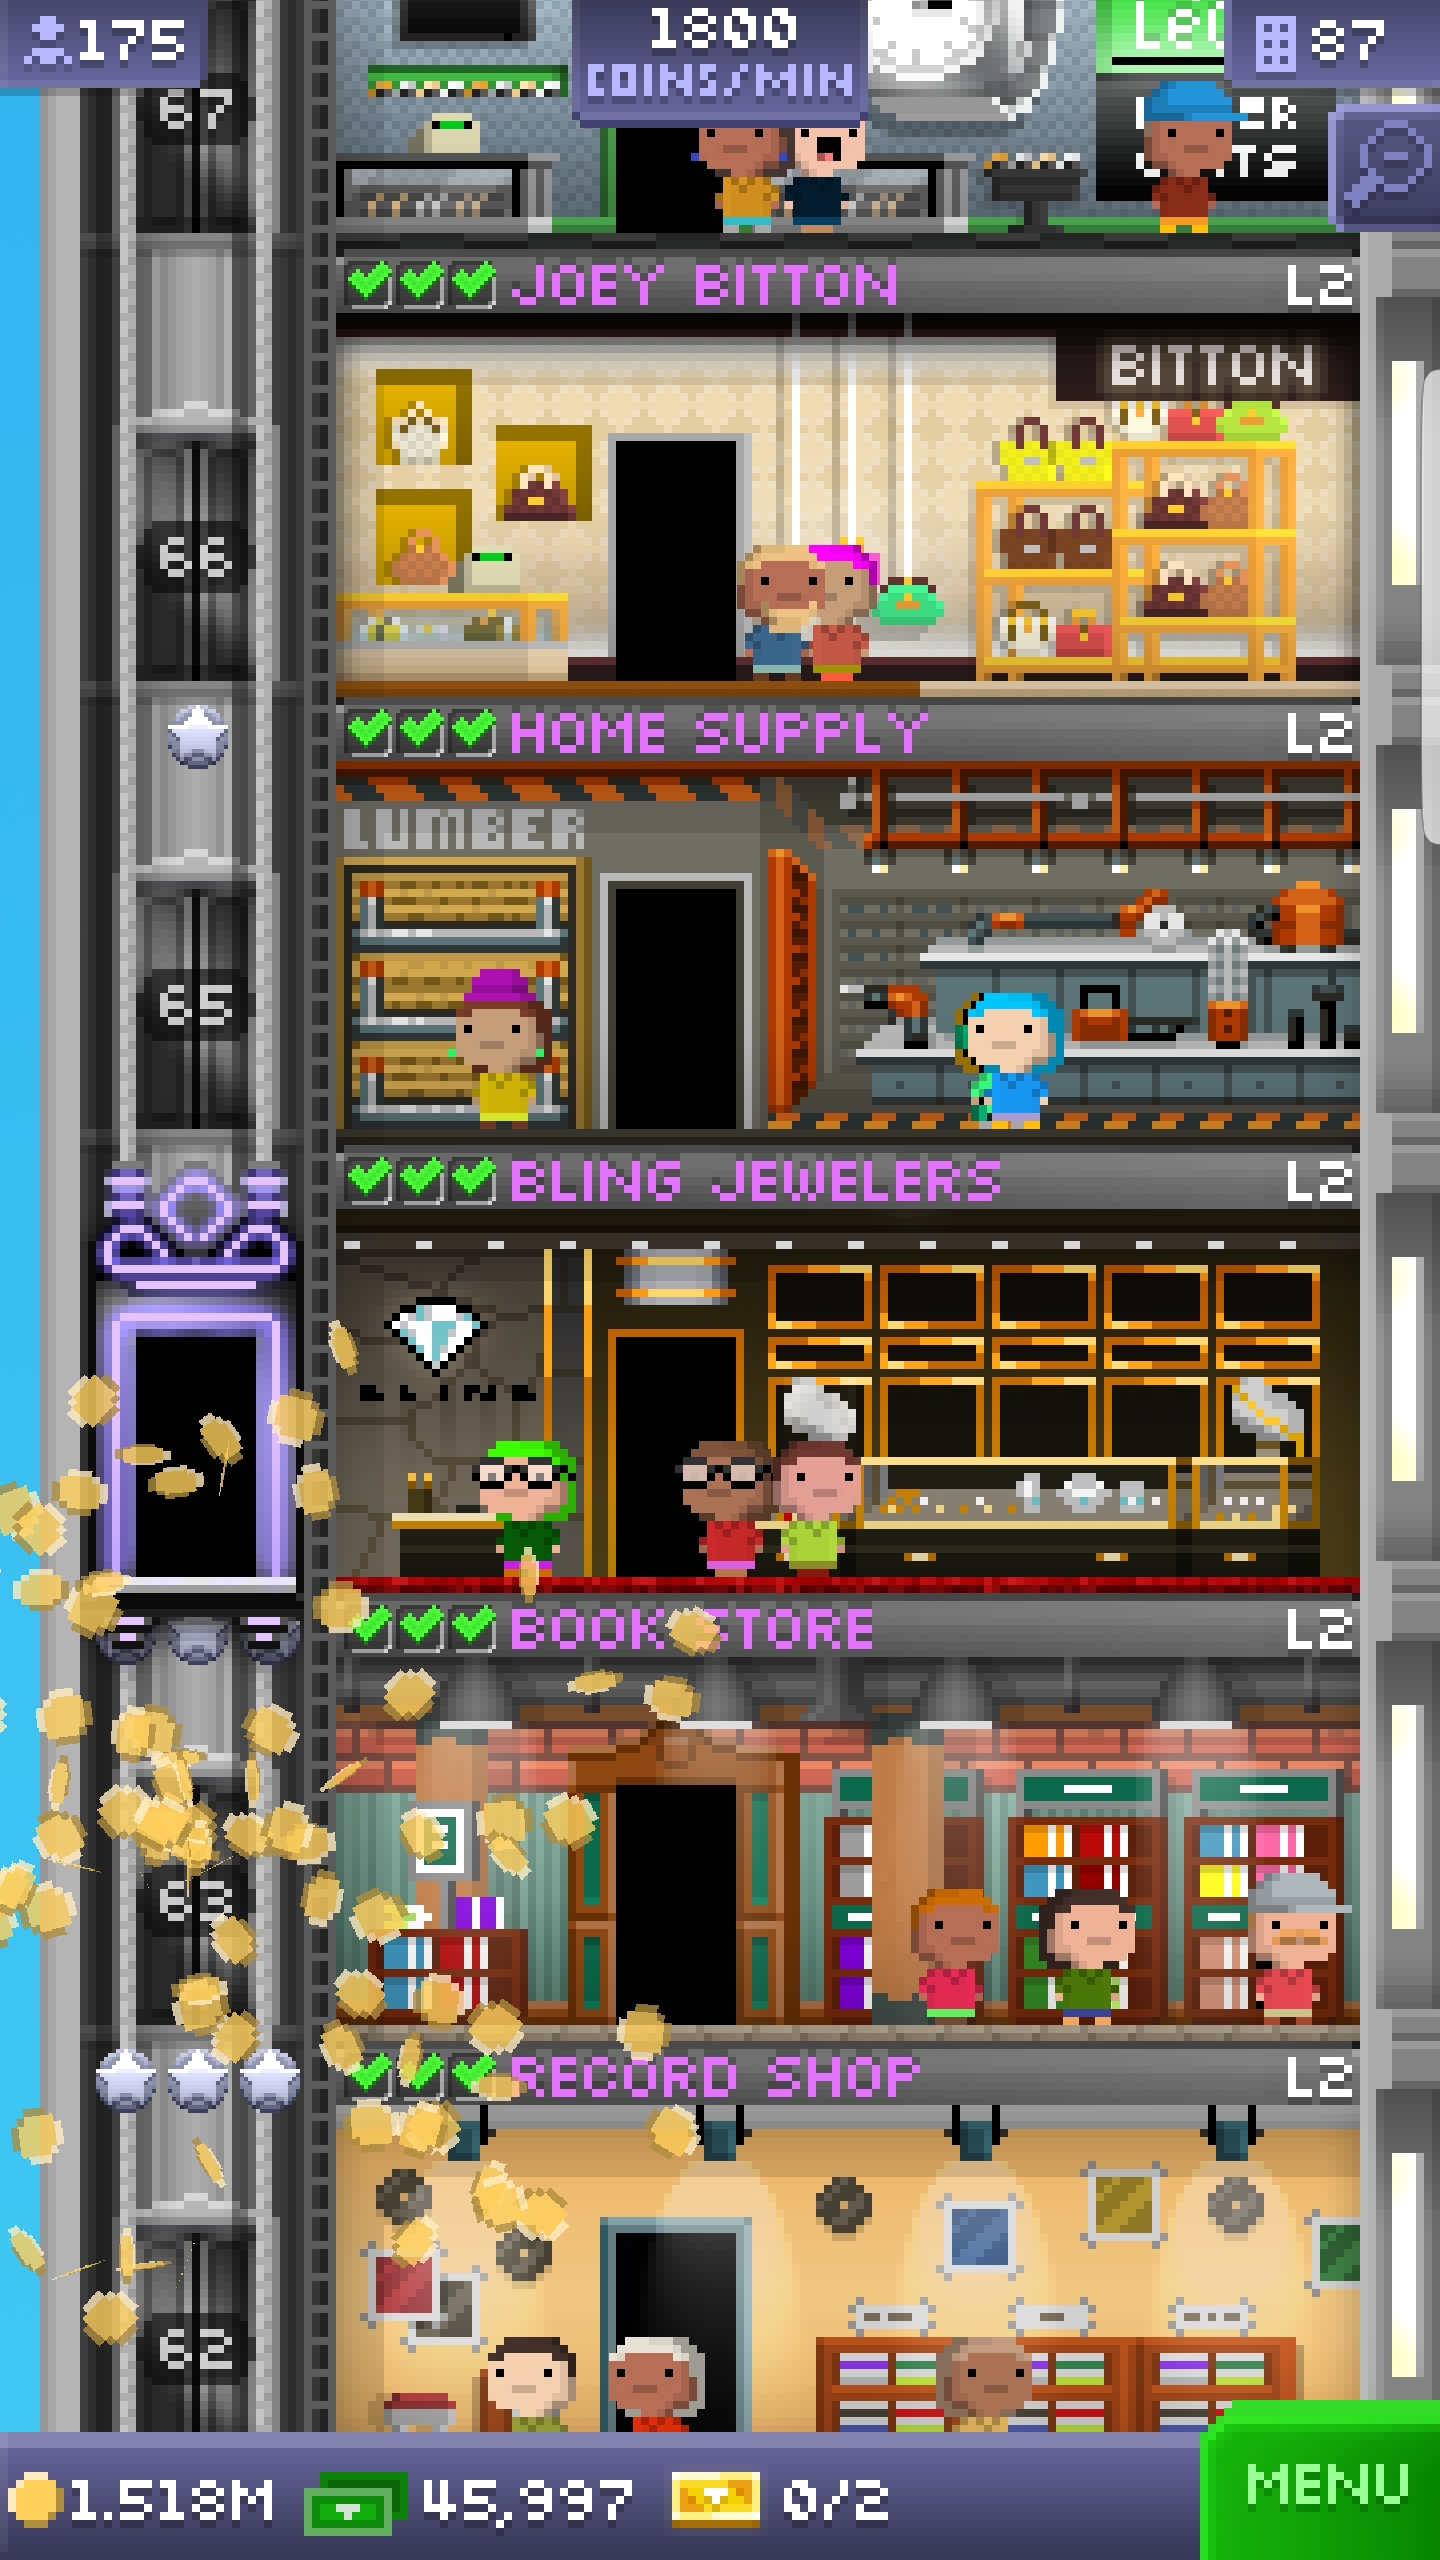 175
1800
COINS/MIN
87
67
JOEY BITTON
L2
BITTON
66
HOME SUPPLY
L2
LUMBER
65
BLING JEWELERS
L2
BLING
BOOK STORE
L2
63
RECORD SHOP
L2
62
1.518M
45,997
0/2
MENU